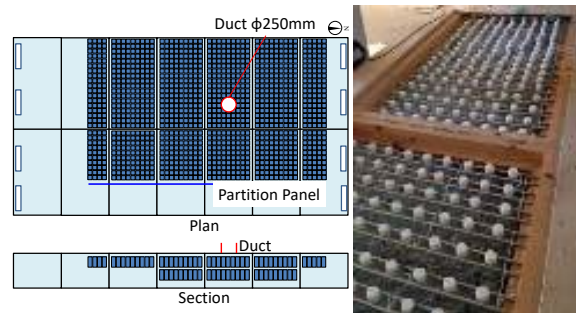 Duct ϕ250mm
N
Partition Panel
Plan
Duct
Section